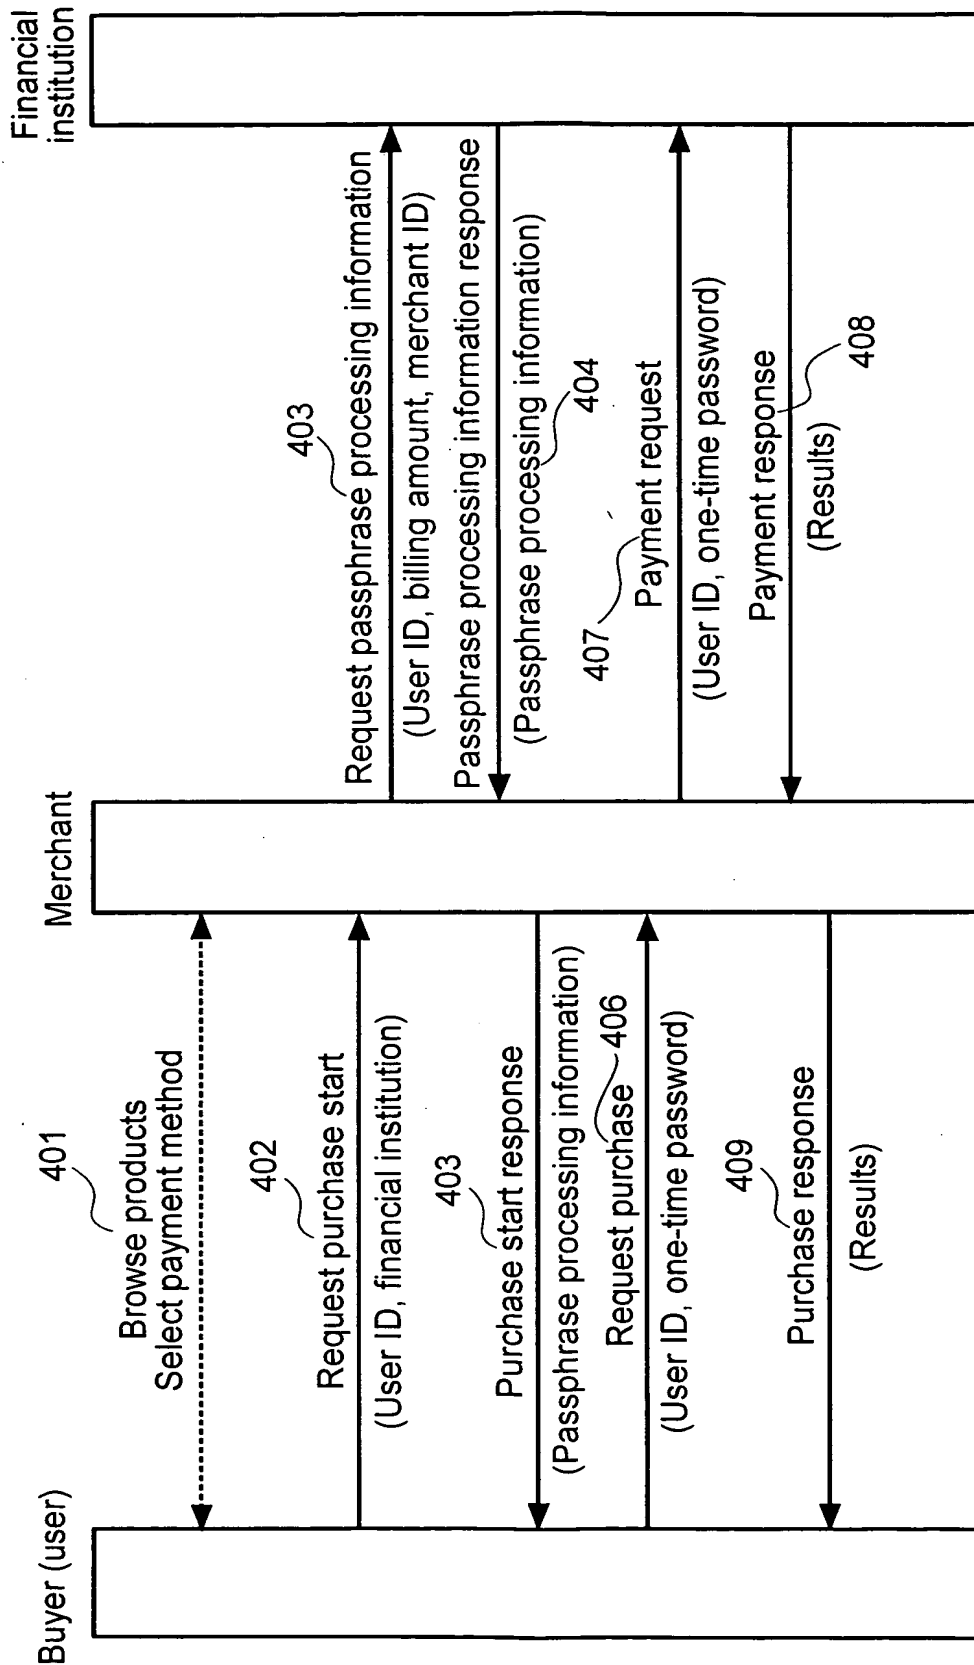 Buyer (user)
Merchant
Financial
institution
401
Browse products
Select payment method
402
Request purchase start
(User ID, financial institution)
403
Request passphrase processing information
(User ID, billing amount, merchant ID)
Passphrase processing information response
(Passphrase processing information)
404
403
Purchase start response
(Passphrase processing information)
Request purchase
406
(User ID, one-time password)
407
Payment request
(User ID, one-time password)
Payment response
408
(Results)
409
Purchase response
(Results)